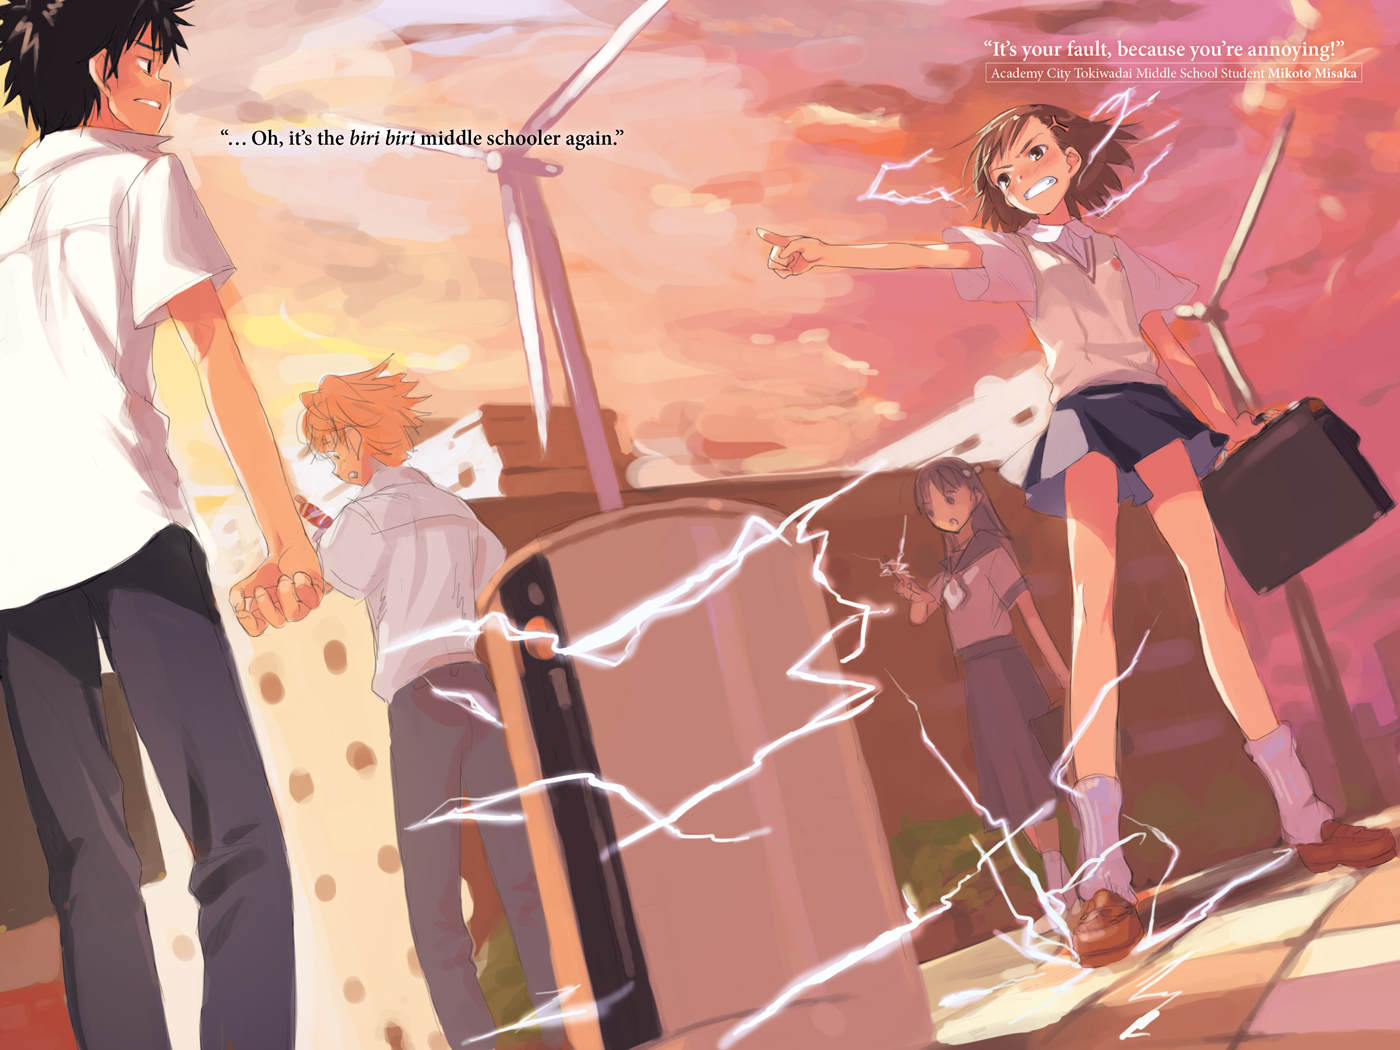 “… Oh, it’s the biri biri middle schooler again.”
“It’s your fault, because you’re annoying!”
Academy City Tokiwadai Middle School Student Mikoto Misaka